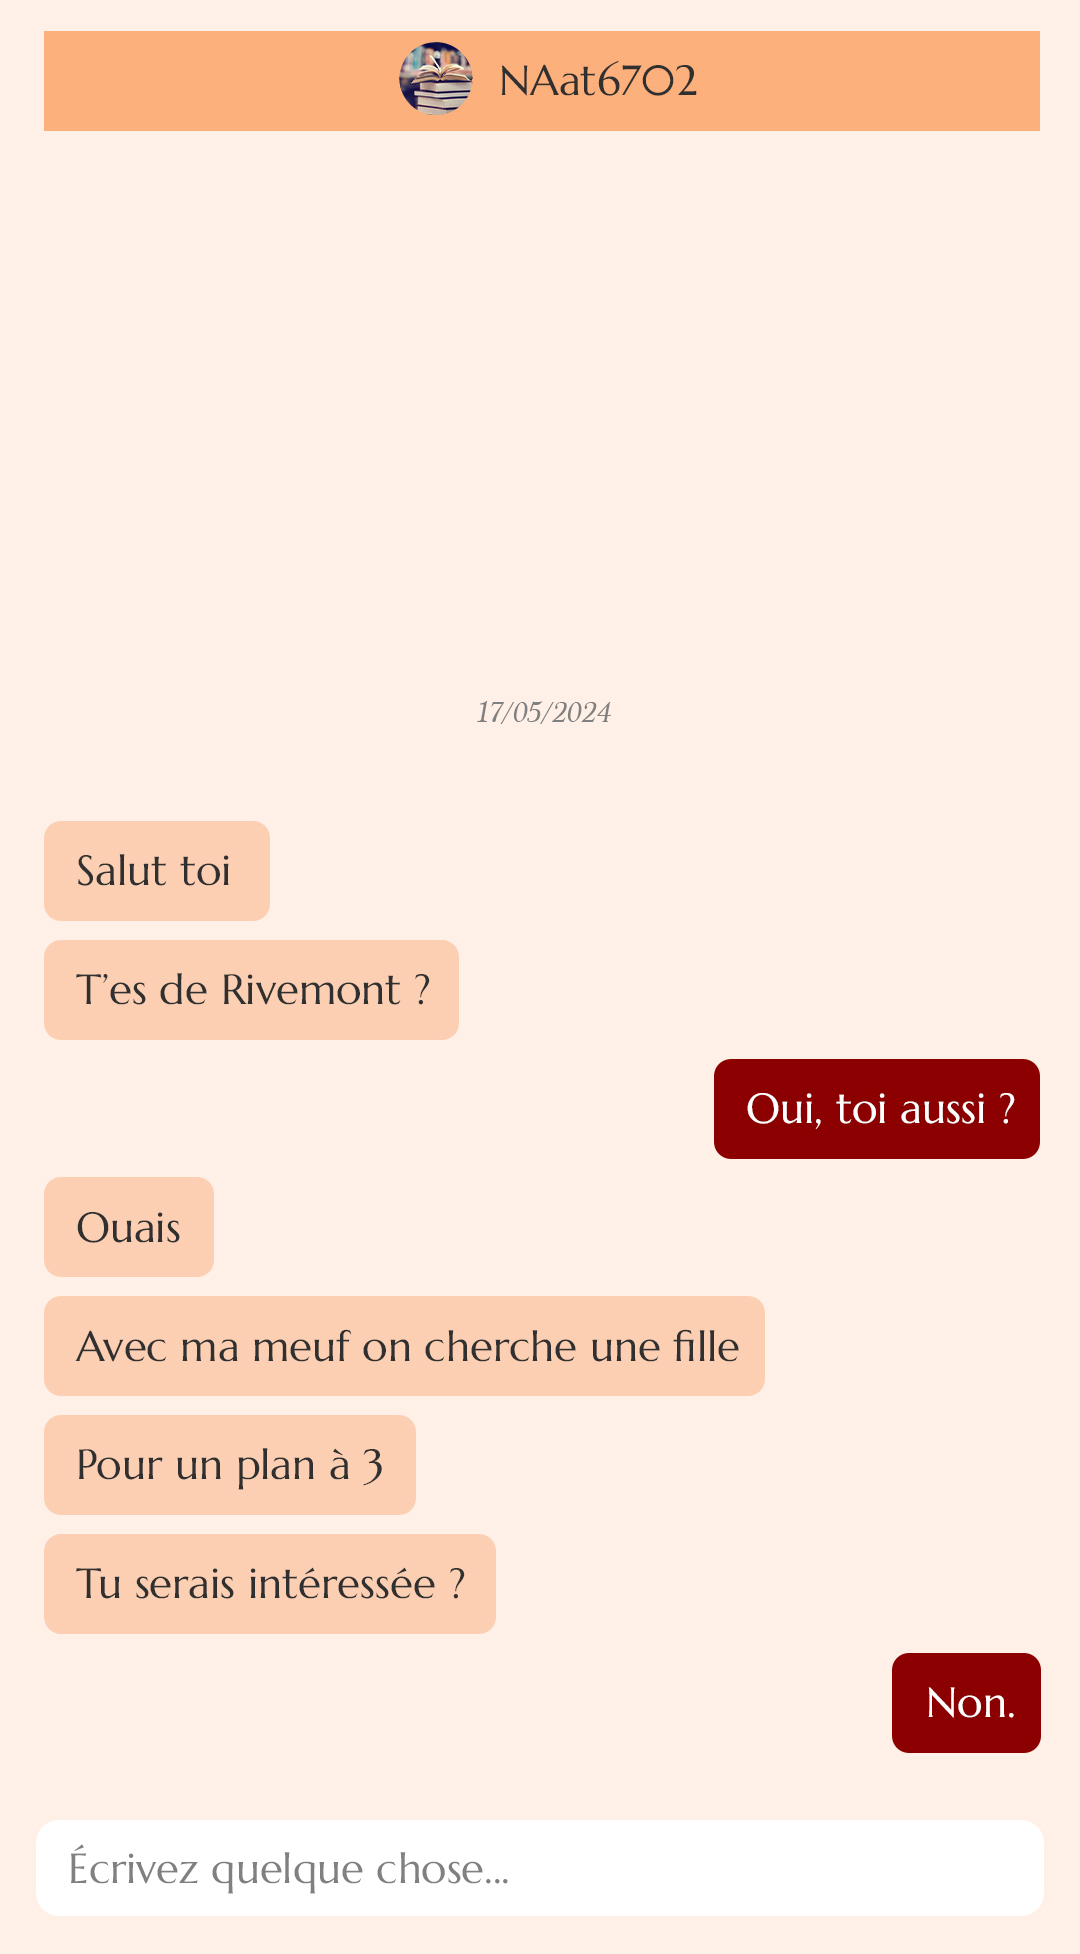 NAat6702
17/05/2024
Salut toi
T’es de Rivemont ?
Oui, toi aussi ?
Ouais
Avec ma meuf on cherche une fille
Pour un plan à 3
Tu serais intéressée ?
Non.
Écrivez quelque chose...